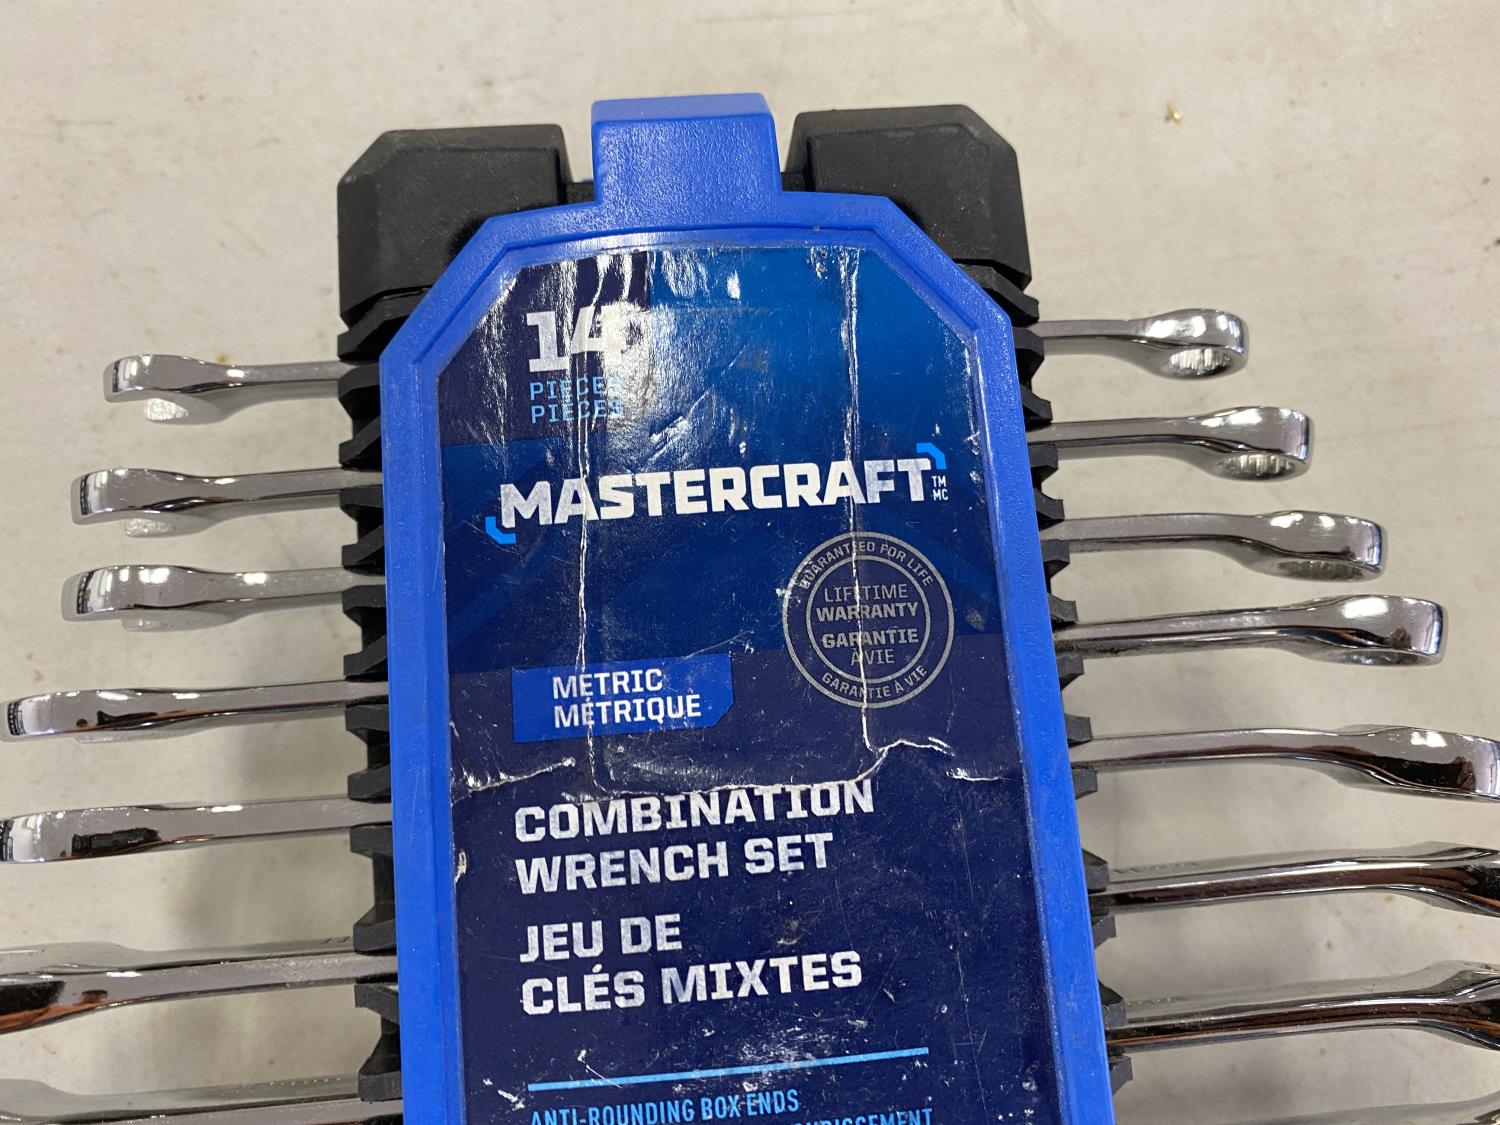 14
PIECES
PIÈCES
MASTERCRAFT
TM
MC
GUARANTEED FOR LIFE
LIFETIME
WARRANTY
GARANTIE
À VIE
GARANTIE À VIE
METRIC
MÉTRIQUE
COMBINATION
WRENCH SET
JEU DE
CLÉS MIXTES
ANTI-ROUNDING BOX ENDS